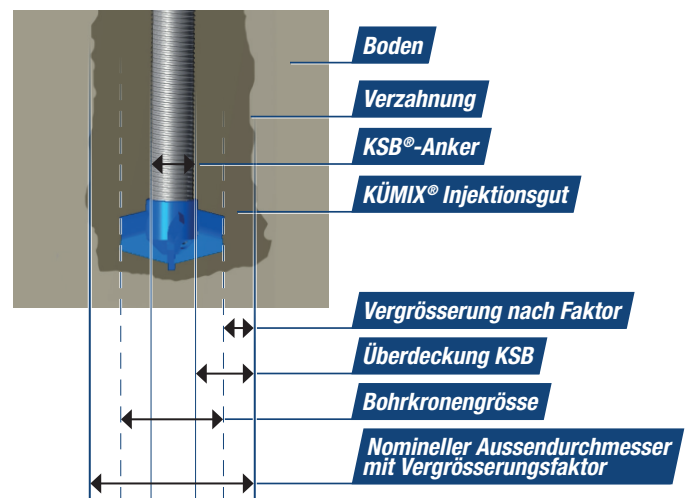 Boden
Verzahnung
KSB®-Anker
KÜMIX® Injektionsgut
Vergrösserung nach Faktor
Überdeckung KSB
Bohrkronengrösse
Nomineller Aussendurchmesser
mit Vergrösserungsfaktor